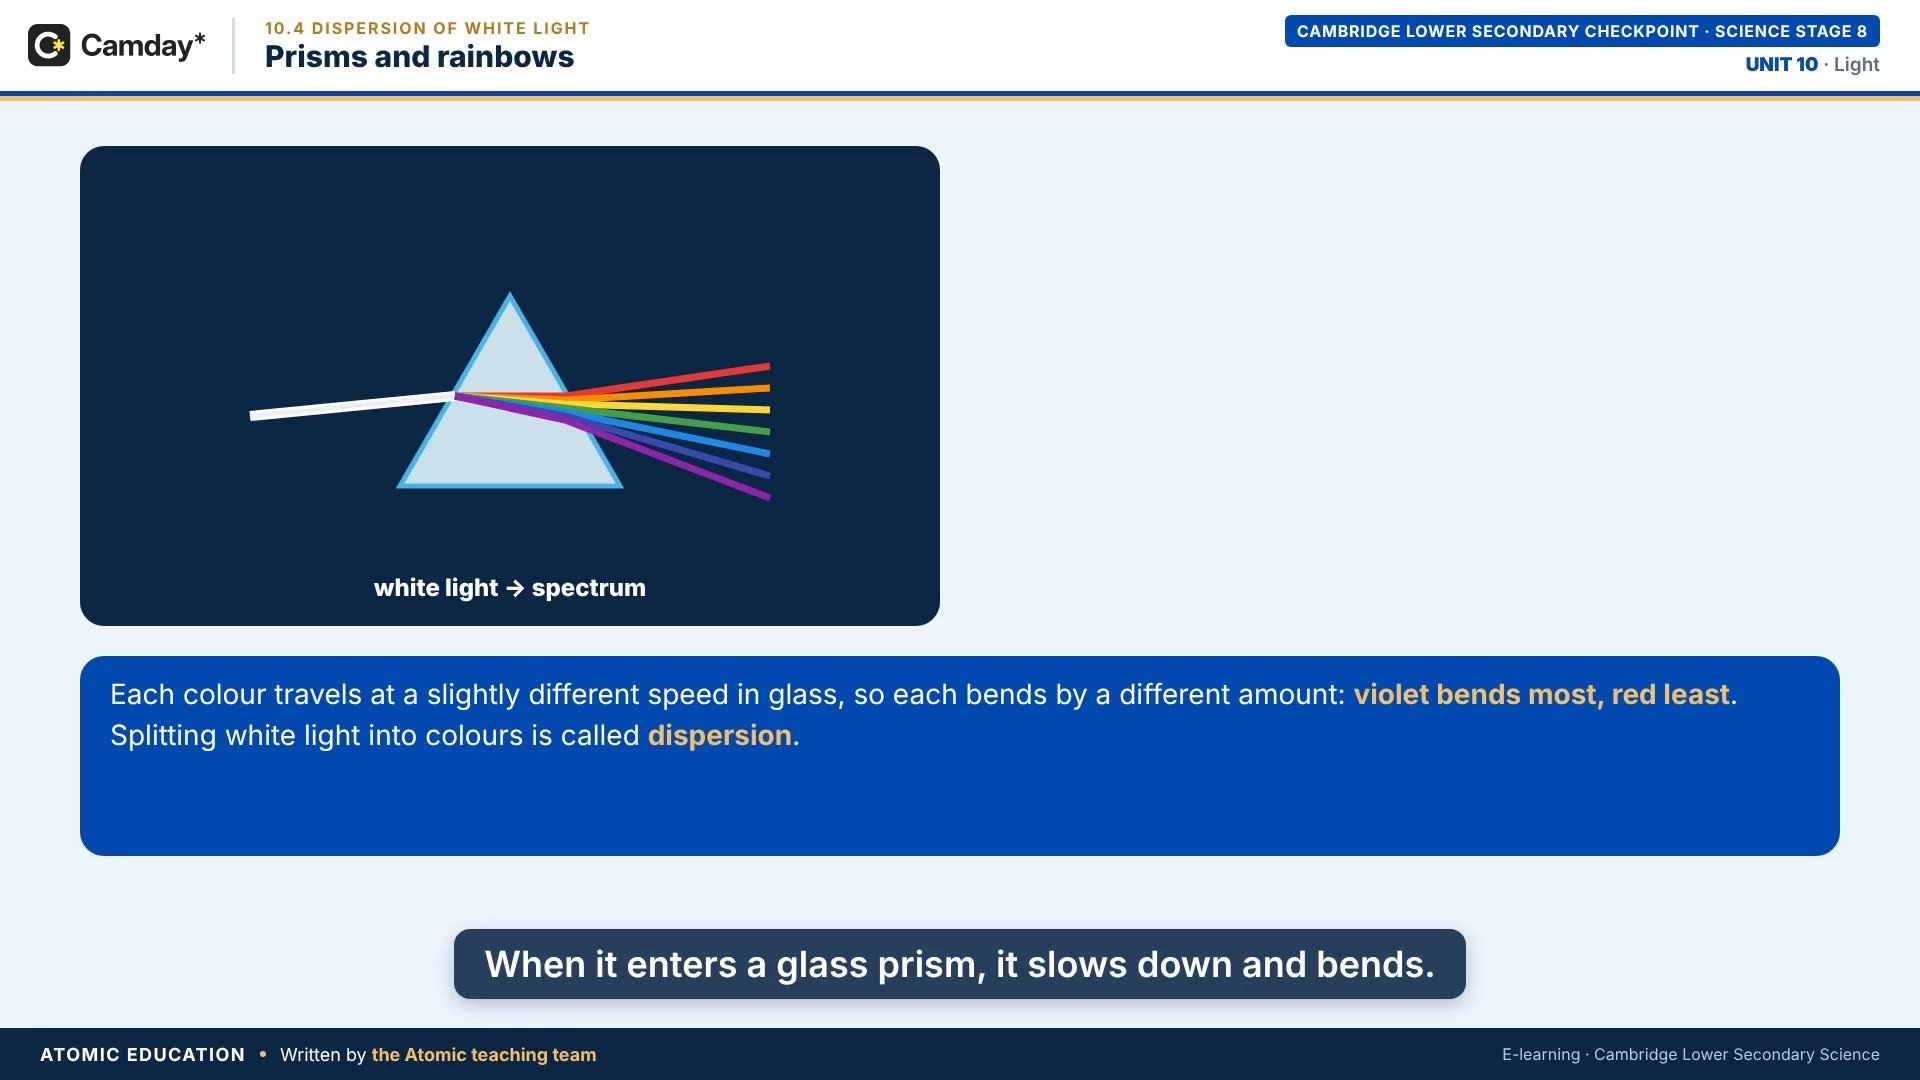 Camday*
10.4 DISPERSION OF WHITE LIGHT
Prisms and rainbows
CAMBRIDGE LOWER SECONDARY CHECKPOINT · SCIENCE STAGE 8
UNIT 10 · Light
white light → spectrum
Each colour travels at a slightly different speed in glass, so each bends by a different amount: violet bends most, red least.
Splitting white light into colours is called dispersion.
When it enters a glass prism, it slows down and bends.
ATOMIC EDUCATION • Written by the Atomic teaching team
E-learning · Cambridge Lower Secondary Science